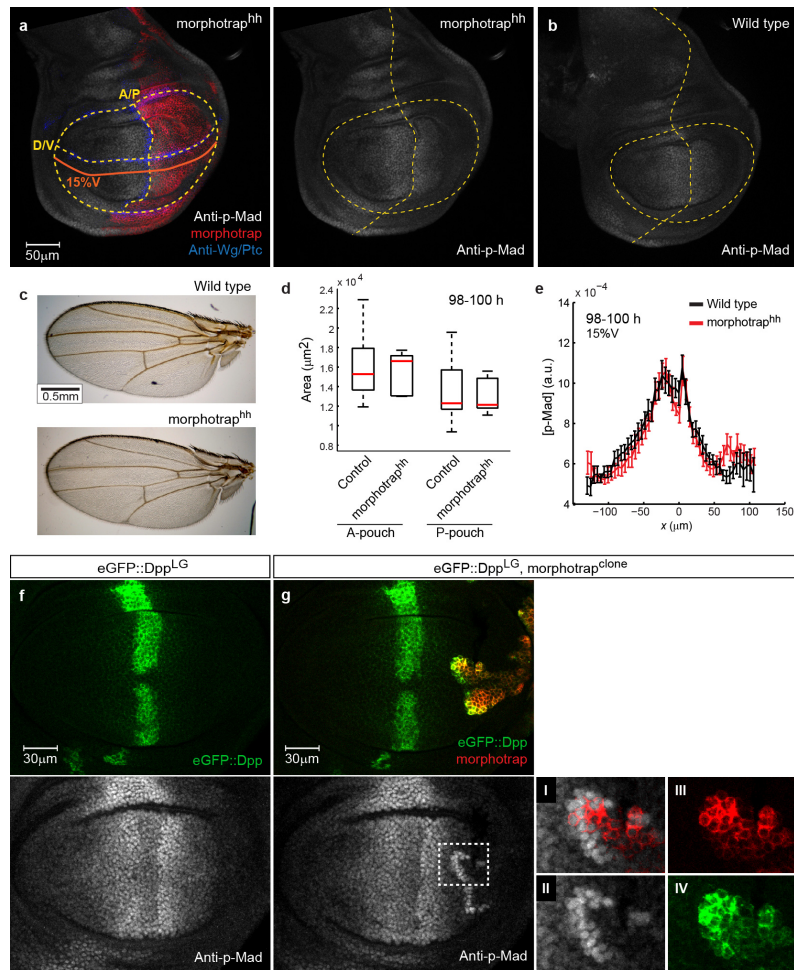 a
morphotrap^hh
A/P
D/V
15%V
Anti-p-Mad
morphotrap
Anti-Wg/Ptc
50μm
morphotrap^hh
Anti-p-Mad
b
Wild type
Anti-p-Mad
c
Wild type
0.5mm
morphotrap^hh
d
x 10^4
98-100 h
2.4
2.2
2
1.8
1.6
1.4
1.2
1.0
0.8
Area (μm²)
Control
morphotrap^hh
Control
morphotrap^hh
A-pouch
P-pouch
e
x 10^−4
98-100 h
15%V
Wild type
morphotrap^hh
14
12
10
8
6
4
[p-Mad] (a.u.)
−100
−50
0
50
100
150
x (μm)
eGFP::Dpp^LG
eGFP::Dpp^LG, morphotrap^clone
f
30μm
eGFP::Dpp
g
30μm
eGFP::Dpp
morphotrap
Anti-p-Mad
Anti-p-Mad
I
III
II
IV